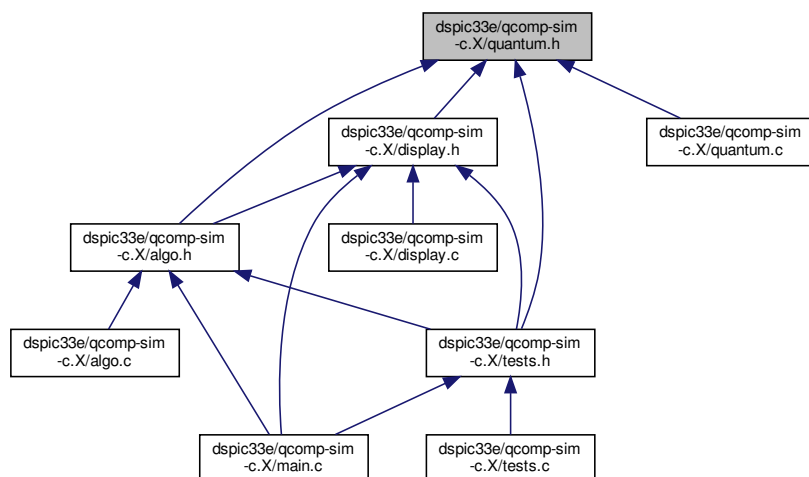 dspic33e/qcomp-sim
-c.X/quantum.h
dspic33e/qcomp-sim
-c.X/display.h
dspic33e/qcomp-sim
-c.X/quantum.c
dspic33e/qcomp-sim
-c.X/algo.h
dspic33e/qcomp-sim
-c.X/display.c
dspic33e/qcomp-sim
-c.X/algo.c
dspic33e/qcomp-sim
-c.X/tests.h
dspic33e/qcomp-sim
-c.X/main.c
dspic33e/qcomp-sim
-c.X/tests.c